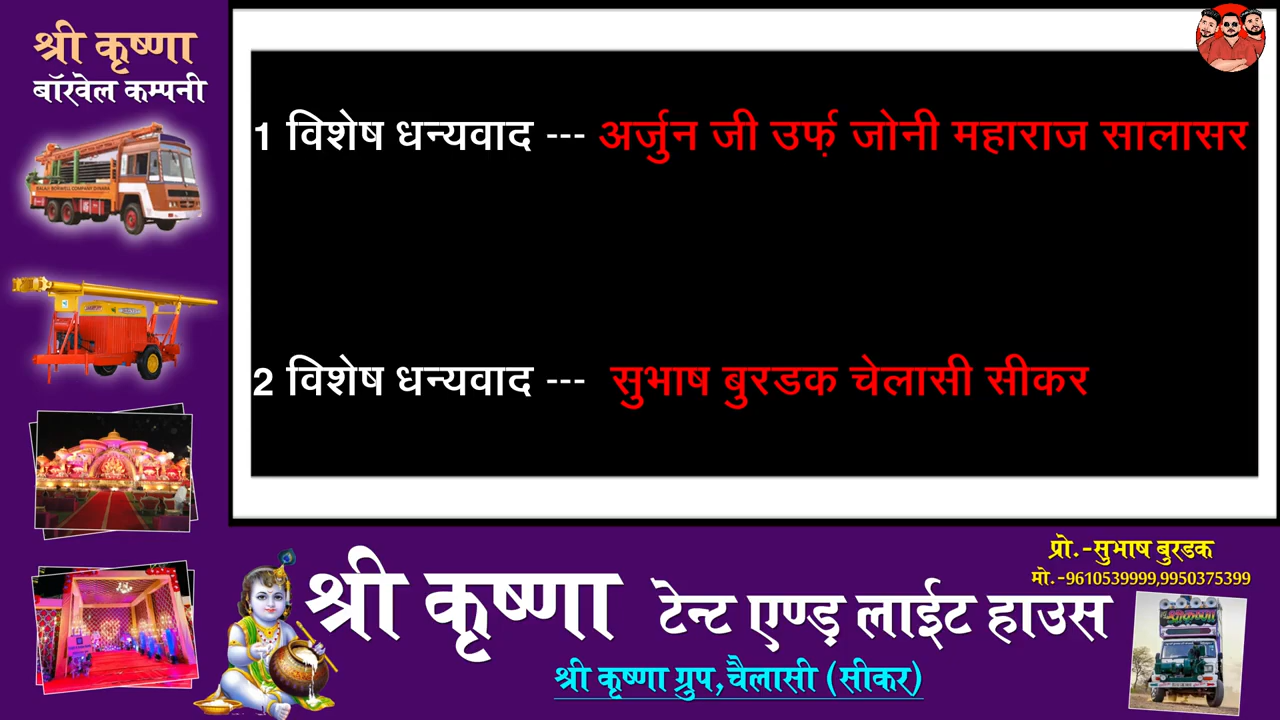 श्री कृष्णा
बॉरवेल कम्पनी
1 विशेष धन्यवाद --- अर्जुन जी उर्फ़ जोनी महाराज सालासर
2 विशेष धन्यवाद --- सुभाष बुरडक चेलासी सीकर
प्रो.-सुभाष बुरडक
मो.-9610539999,9950375399
श्री कृष्णा टेन्ट एण्ड़ लाईट हाउस
श्री कृष्णा ग्रुप,चैलासी (सीकर)